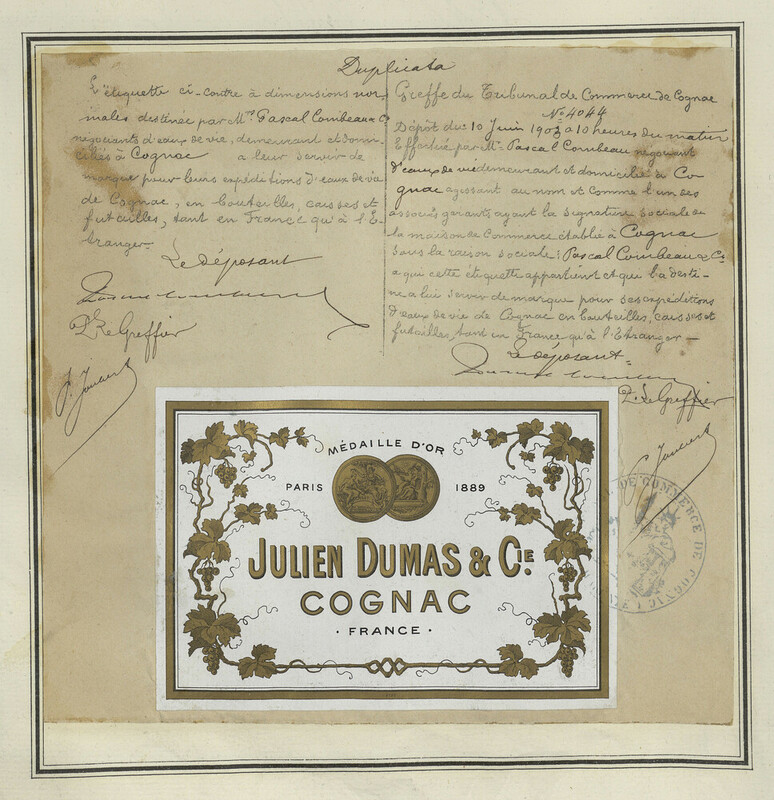 Duplicata
L'étiquette ci-contre à dimensions nor
males destinée par Mrs Pascal Combeau & Co
négociants d'eaux de vie, demeurant et domi-
ciliés à Cognac a leur servir de
marque pour leurs expéditions d'eaux de vie
de Cognac, en bouteilles, caisses et
futailles, tant en France qu'à l'E-
tranger-
Le déposant
P. Le Greffier
Greffe du Tribunal de Commerce de Cognac
No 4044
Dépôt du: 10 Juin 1903 a 10 heures du matin
Effectué par Mr Pascal Combeau négociant
d'eaux de vie demeurant et domicilié à Co
gnac agissant au nom et comme l'un des
associés gérants ayant la signature sociale de
la maison de Commerce établie à Cognac
sous la raison sociale: Pascal Combeau & Co
a qui cette étiquette appartient et qui l'a desti-
né a lui servir de marque pour ses expéditions
d'eaux de vie de Cognac en bouteilles, caisses et
futailles, tant en France qu'à l'Etranger-
Le déposant-
P. Le Greffier
MÉDAILLE D'OR
PARIS 1889
JULIEN DUMAS & CIE.
COGNAC
· FRANCE ·
DE COMMERCE DE COGNAC